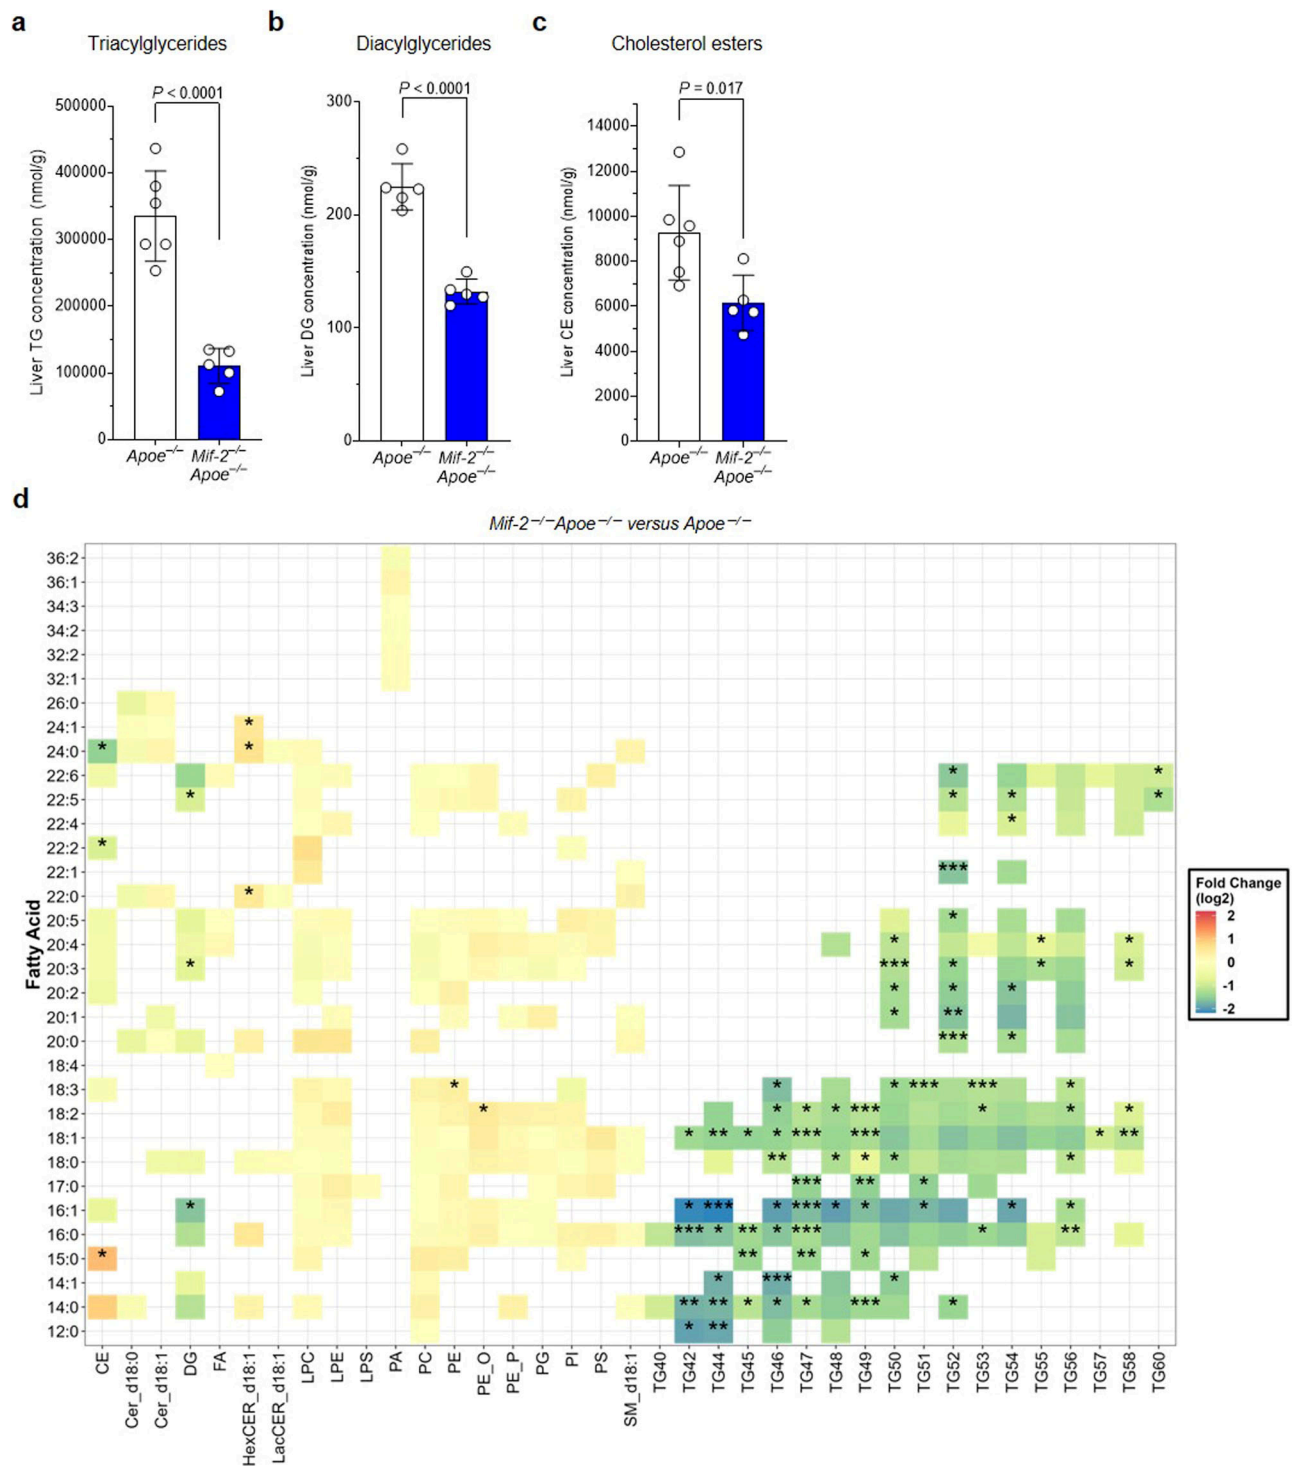 a
Triacylglycerides
P < 0.0001
500000
400000
300000
200000
100000
0
Liver TG concentration (nmol/g)
Apoe−/−
Mif-2−/−
Apoe−/−
b
Diacylglycerides
P < 0.0001
300
200
100
0
Liver DG concentration (nmol/g)
Apoe−/−
Mif-2−/−
Apoe−/−
c
Cholesterol esters
P = 0.017
14000
12000
10000
8000
6000
4000
2000
0
Liver CE concentration (nmol/g)
Apoe−/−
Mif-2−/−
Apoe−/−
d
Mif-2−/−Apoe−/− versus Apoe−/−
Fatty Acid
36:2
36:1
34:3
34:2
32:2
32:1
26:0
24:1 *
24:0 * *
22:6 * *
22:5 * * * *
22:4 *
22:2 *
22:1 ***
22:0 *
20:5 *
20:4 * * *
20:3 * *** * * *
20:2 * * *
20:1 * **
20:0 *** *
18:4
18:3 * * * *** *** *
18:2 * * * * *** * * *
18:1 * ** * * *** *** * **
18:0 ** * * * *
17:0 *** ** *
16:1 * * *** * *** * * * * *
16:0 *** * ** * *** * **
15:0 * ** ** *
14:1 * *** *
14:0 ** ** * * * *** *
12:0 * **
CE
Cer_d18:0
Cer_d18:1
DG
FA
HexCER_d18:1
LacCER_d18:1
LPC
LPE
LPS
PA
PC
PE
PE_O
PE_P
PG
PI
PS
SM_d18:1
TG40
TG42
TG44
TG45
TG46
TG47
TG48
TG49
TG50
TG51
TG52
TG53
TG54
TG55
TG56
TG57
TG58
TG60
Fold Change
(log2)
2
1
0
-1
-2